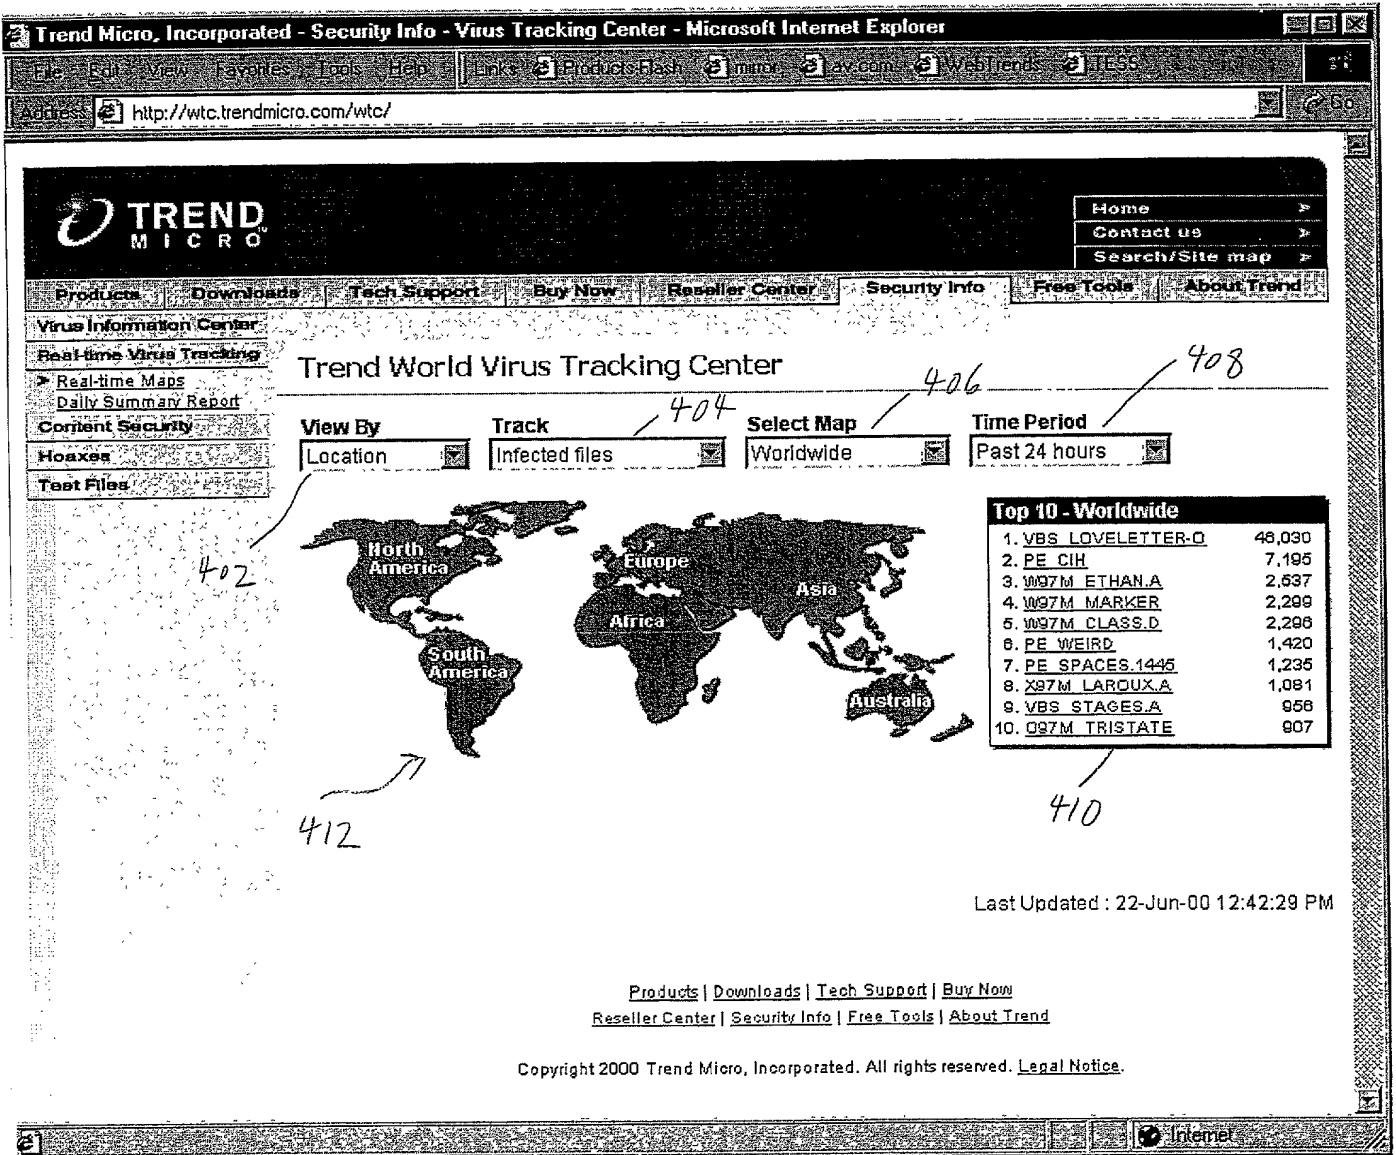 Trend Micro, Incorporated - Security Info - Virus Tracking Center - Microsoft Internet Explorer
File Edit View Favorites Tools Help Links Products-Flash mirror av.com WebTrends TESS
Address http://wtc.trendmicro.com/wtc/ Go
TREND MICRO
Home
Contact us
Search/Site map
Products Downloads Tech Support Buy Now Reseller Center Security Info Free Tools About Trend
Virus Information Center
Real-time Virus Tracking
Real-time Maps
Daily Summary Report
Content Security
Hoaxes
Test Files
Trend World Virus Tracking Center
404
406
408
View By Track Select Map Time Period
Location Infected files Worldwide Past 24 hours
402
North America
Europe
Asia
Africa
South America
Australia
412
Top 10 - Worldwide
1. VBS_LOVELETTER-O 46,030
2. PE_CIH 7,195
3. W97M_ETHAN.A 2,537
4. W97M_MARKER 2,299
5. W97M_CLASS.D 2,296
6. PE_WEIRD 1,420
7. PE_SPACES.1445 1,235
8. X97M_LAROUX.A 1,081
9. VBS_STAGES.A 956
10. O97M_TRISTATE 907
410
Last Updated : 22-Jun-00 12:42:29 PM
Products | Downloads | Tech Support | Buy Now
Reseller Center | Security Info | Free Tools | About Trend
Copyright 2000 Trend Micro, Incorporated. All rights reserved. Legal Notice.
Internet